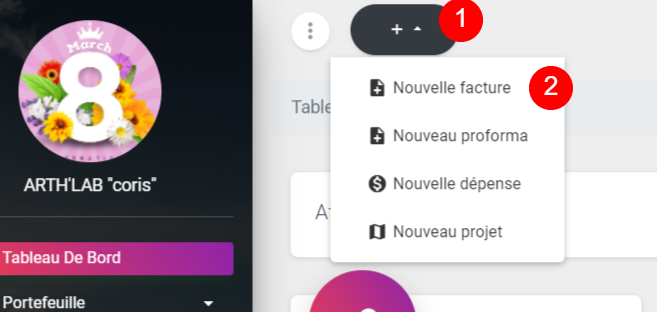 March
8
ARTH'LAB "coris"
Tableau De Bord
Portefeuille
+
1
Nouvelle facture
2
Nouveau proforma
Nouvelle dépense
Nouveau projet
Table